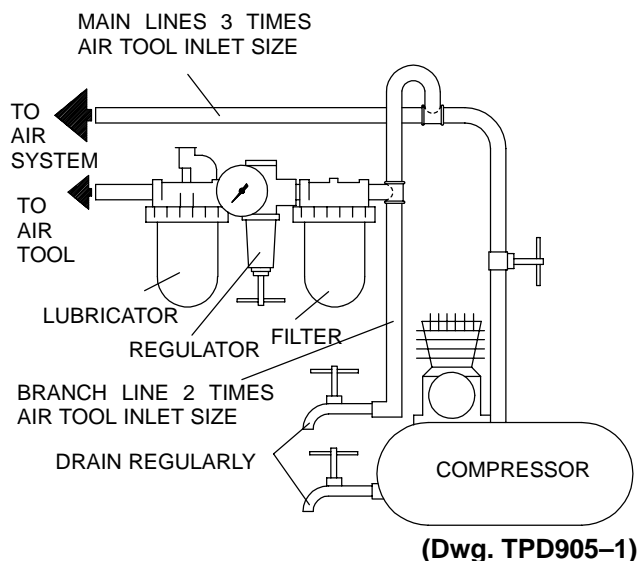 MAIN LINES 3 TIMES
AIR TOOL INLET SIZE
TO
AIR
SYSTEM
TO
AIR
TOOL
LUBRICATOR
REGULATOR
FILTER
BRANCH LINE 2 TIMES
AIR TOOL INLET SIZE
DRAIN REGULARLY
COMPRESSOR
(Dwg. TPD905–1)